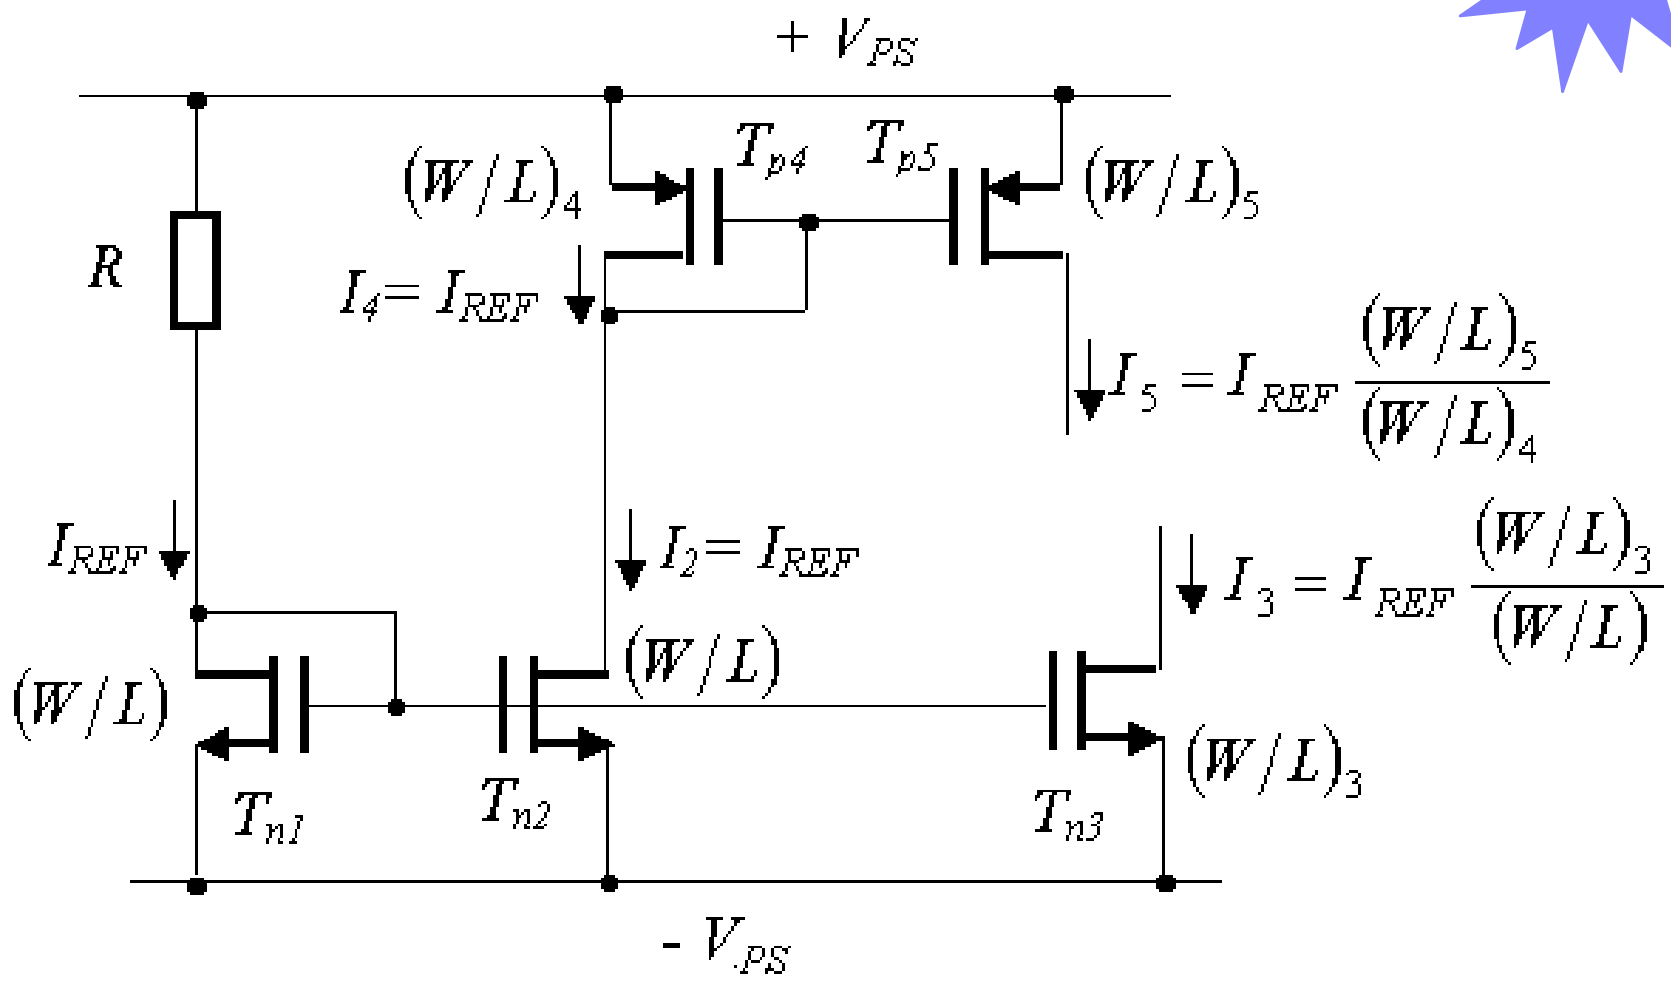 + V_PS
T_p4
T_p5
(W/L)_4
(W/L)_5
R
I_4= I_REF
I_5 = I_REF (W/L)_5 / (W/L)_4
I_REF
I_2= I_REF
I_3 = I_REF (W/L)_3 / (W/L)
(W/L)
(W/L)
(W/L)_3
T_n1
T_n2
T_n3
- V_PS